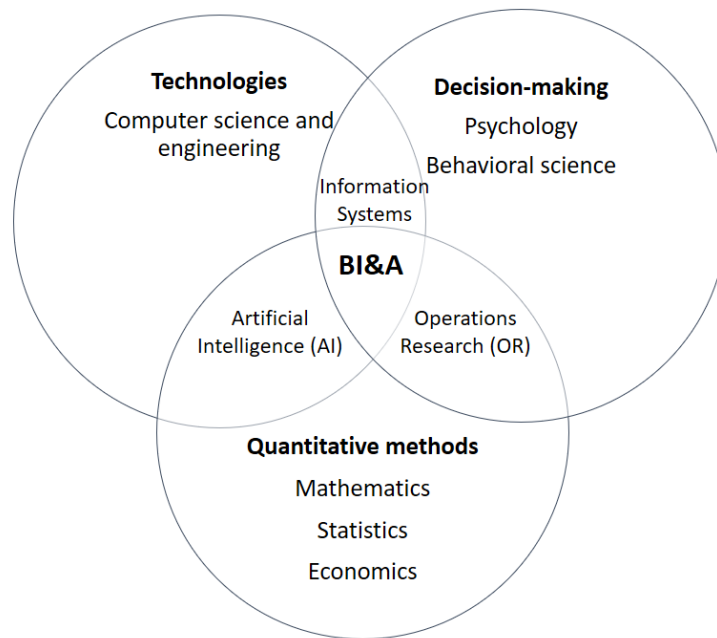 Technologies
Computer science and
engineering
Decision-making
Psychology
Behavioral science
Information
Systems
BI&A
Artificial
Intelligence (AI)
Operations
Research (OR)
Quantitative methods
Mathematics
Statistics
Economics